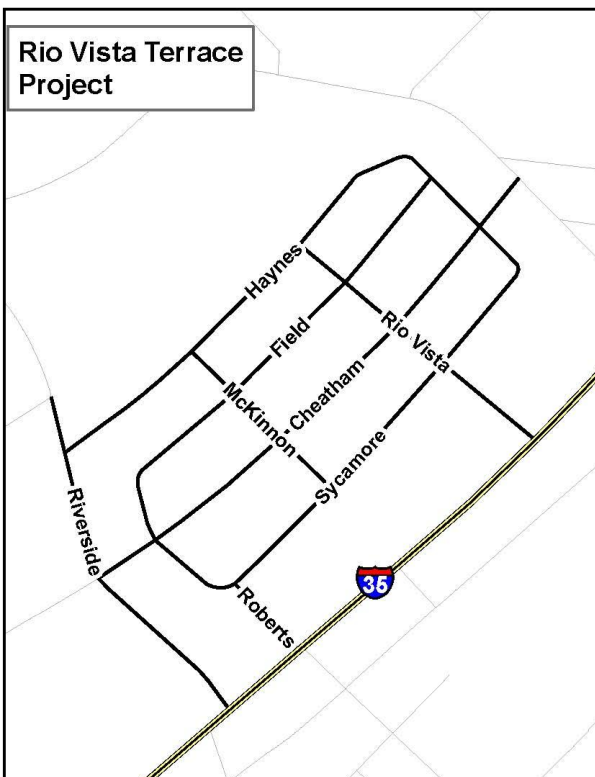 Rio Vista Terrace
Project
Haynes
Field
Rio Vista
Cheatham
McKinnon
Sycamore
Riverside
35
Roberts